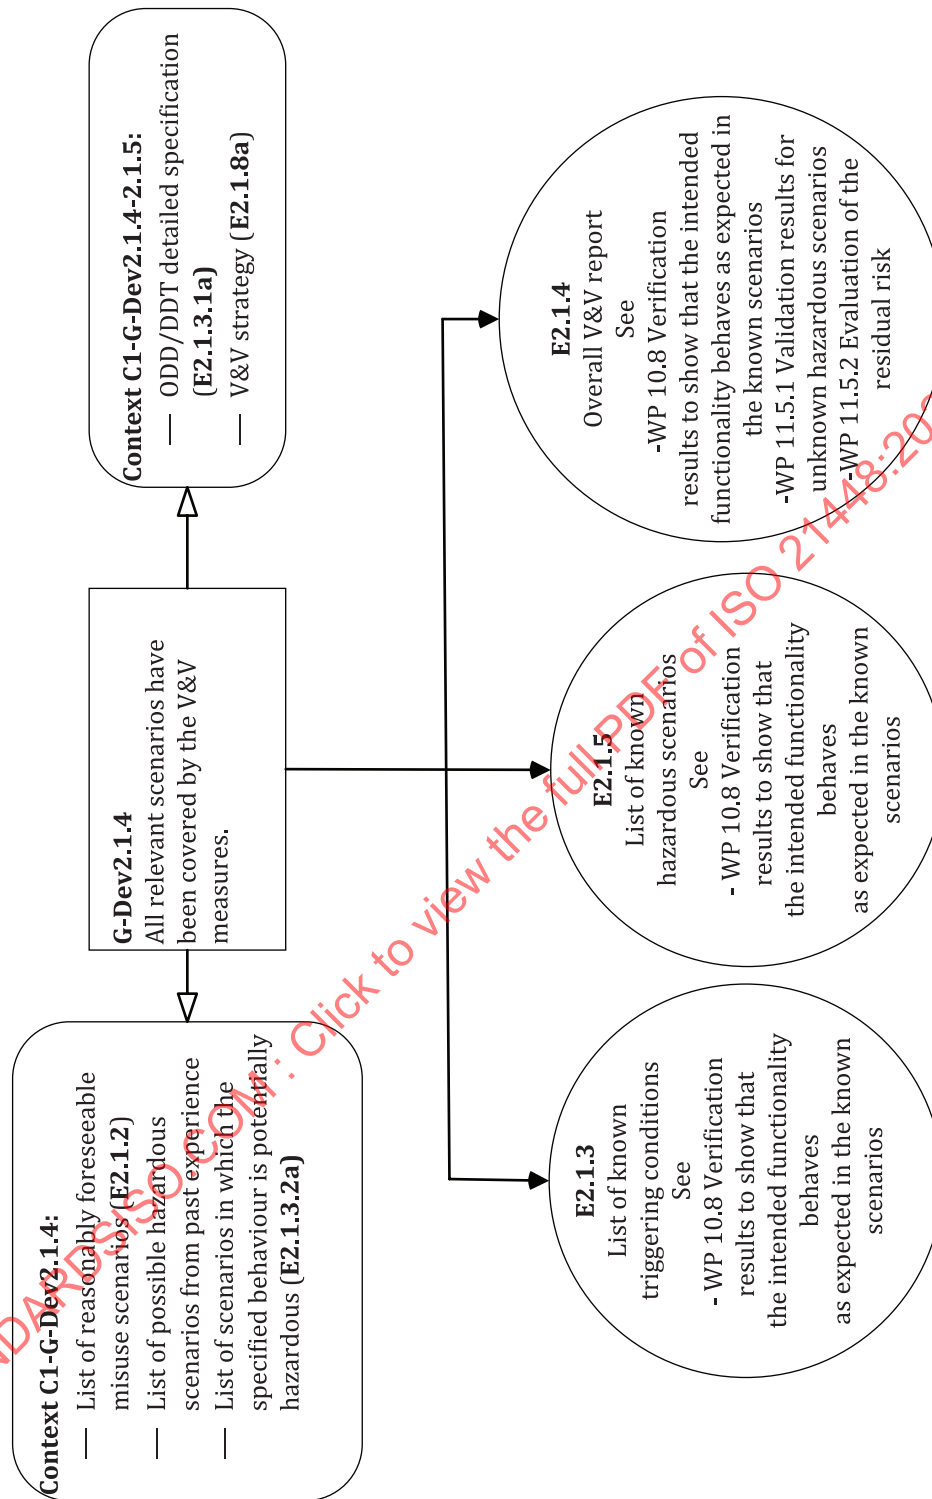 Context C1-G-Dev2.1.4:
— List of reasonably foreseeable
misuse scenarios (E2.1.2)
— List of possible hazardous
scenarios from past experience
— List of scenarios in which the
specified behaviour is potentially
hazardous (E2.1.3.2a)
G-Dev2.1.4
All relevant scenarios have
been covered by the V&V
measures.
Context C1-G-Dev2.1.4-2.1.5:
— ODD/DDT detailed specification
(E2.1.3.1a)
— V&V strategy (E2.1.8a)
E2.1.3
List of known
triggering conditions
See
- WP 10.8 Verification
results to show that
the intended functionality
behaves
as expected in the known
scenarios
E2.1.5
List of known
hazardous scenarios
See
- WP 10.8 Verification
results to show that
the intended functionality
behaves
as expected in the known
scenarios
E2.1.4
Overall V&V report
See
-WP 10.8 Verification
results to show that the intended
functionality behaves as expected in
the known scenarios
-WP 11.5.1 Validation results for
unknown hazardous scenarios
-WP 11.5.2 Evaluation of the
residual risk
NDARDSISO.COM : Click to view the full PDF of ISO 21448:20